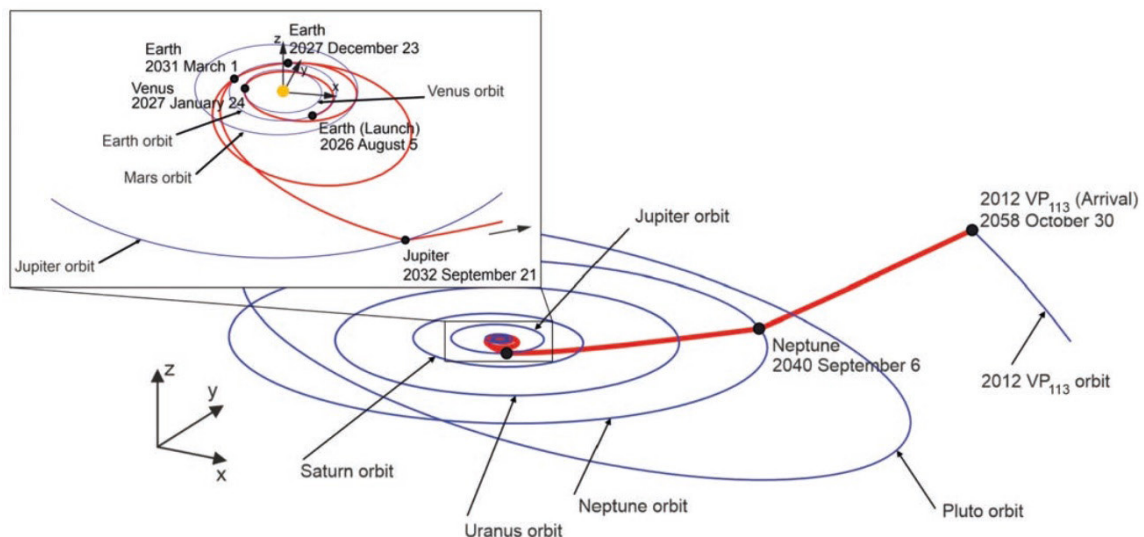 Earth
2027 December 23
z
Earth
2031 March 1
y
x
Venus
2027 January 24
Venus orbit
Earth orbit
Earth (Launch)
2026 August 5
Mars orbit
Jupiter orbit
Jupiter
2032 September 21
Jupiter orbit
2012 VP113 (Arrival)
2058 October 30
Neptune
2040 September 6
2012 VP113 orbit
z
y
x
Saturn orbit
Neptune orbit
Uranus orbit
Pluto orbit